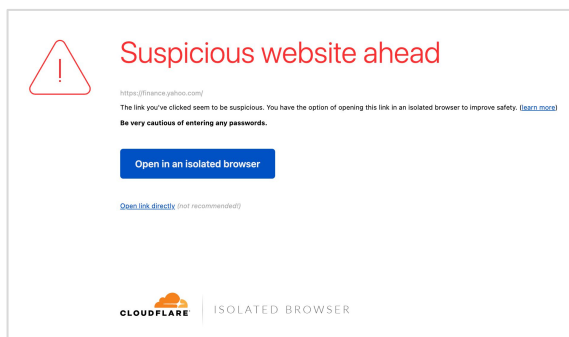 Suspicious website ahead
https://finance.yahoo.com/
The link you've clicked seem to be suspicious. You have the option of opening this link in an isolated browser to improve safety. (learn more)
Be very cautious of entering any passwords.
Open in an isolated browser
Open link directly (not recommended!)
CLOUDFLARE
ISOLATED BROWSER